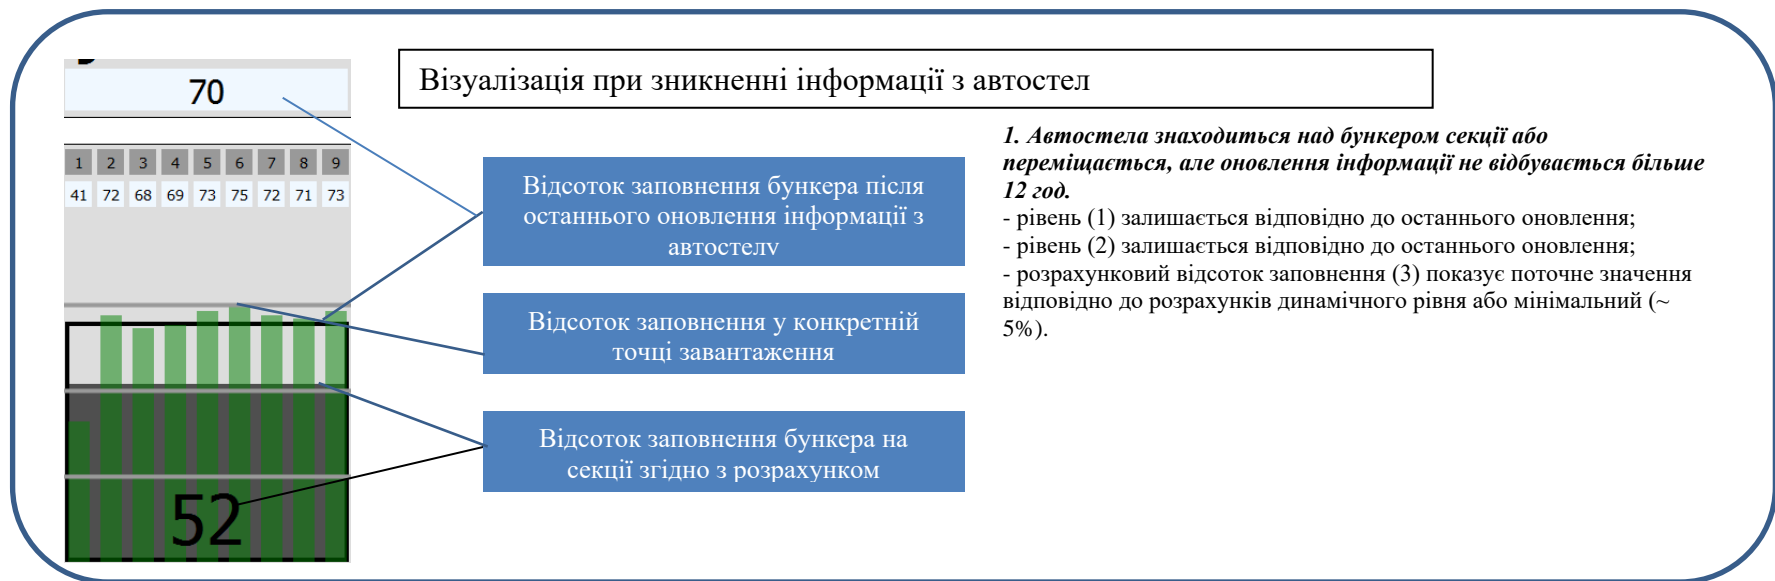 70
Візуалізація при зникненні інформації з автостел
1 2 3 4 5 6 7 8 9
41 72 68 69 73 75 72 71 73
52
Відсоток заповнення бункера після
останнього оновлення інформації з
автостелу
Відсоток заповнення у конкретній
точці завантаження
Відсоток заповнення бункера на
секції згідно з розрахунком
1. Автостела знаходиться над бункером секції або
переміщається, але оновлення інформації не відбувається більше
12 год.
- рівень (1) залишається відповідно до останнього оновлення;
- рівень (2) залишається відповідно до останнього оновлення;
- розрахунковий відсоток заповнення (3) показує поточне значення
відповідно до розрахунків динамічного рівня або мінімальний (~
5%).